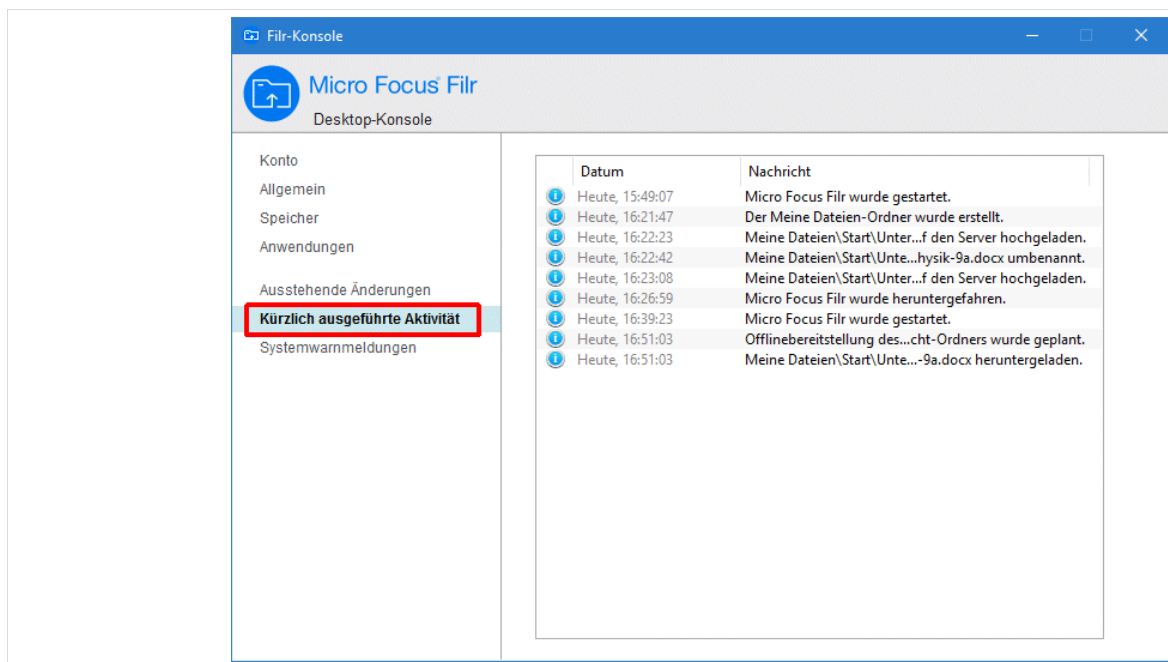 Filr-Konsole
Micro Focus Filr
Desktop-Konsole
Konto
Allgemein
Speicher
Anwendungen
Ausstehende Änderungen
Kürzlich ausgeführte Aktivität
Systemwarnmeldungen
Datum Nachricht
Heute, 15:49:07 Micro Focus Filr wurde gestartet.
Heute, 16:21:47 Der Meine Dateien-Ordner wurde erstellt.
Heute, 16:22:23 Meine Dateien\Start\Unter...f den Server hochgeladen.
Heute, 16:22:42 Meine Dateien\Start\Unte...hysik-9a.docx umbenannt.
Heute, 16:23:08 Meine Dateien\Start\Unter...f den Server hochgeladen.
Heute, 16:26:59 Micro Focus Filr wurde heruntergefahren.
Heute, 16:39:23 Micro Focus Filr wurde gestartet.
Heute, 16:51:03 Offlinebereitstellung des...cht-Ordners wurde geplant.
Heute, 16:51:03 Meine Dateien\Start\Unte...-9a.docx heruntergeladen.